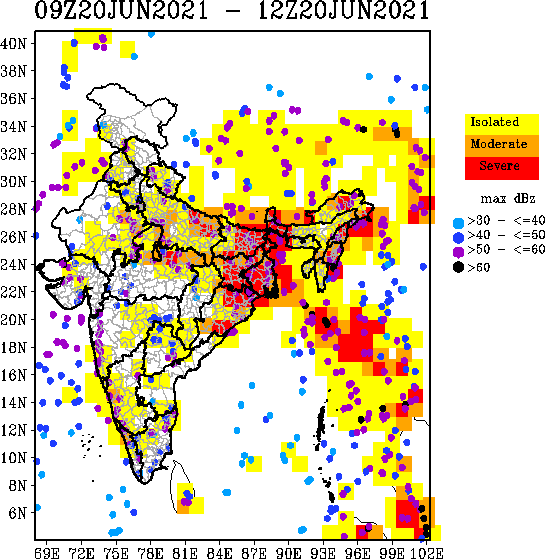 09Z20JUN2021 - 12Z20JUN2021
40N
38N
36N
34N
32N
30N
28N
26N
24N
22N
20N
18N
16N
14N
12N
10N
8N
6N
69E 72E 75E 78E 81E 84E 87E 90E 93E 96E 99E 102E
Isolated
Moderate
Severe
max dBz
>30 - <=40
>40 - <=50
>50 - <=60
>60